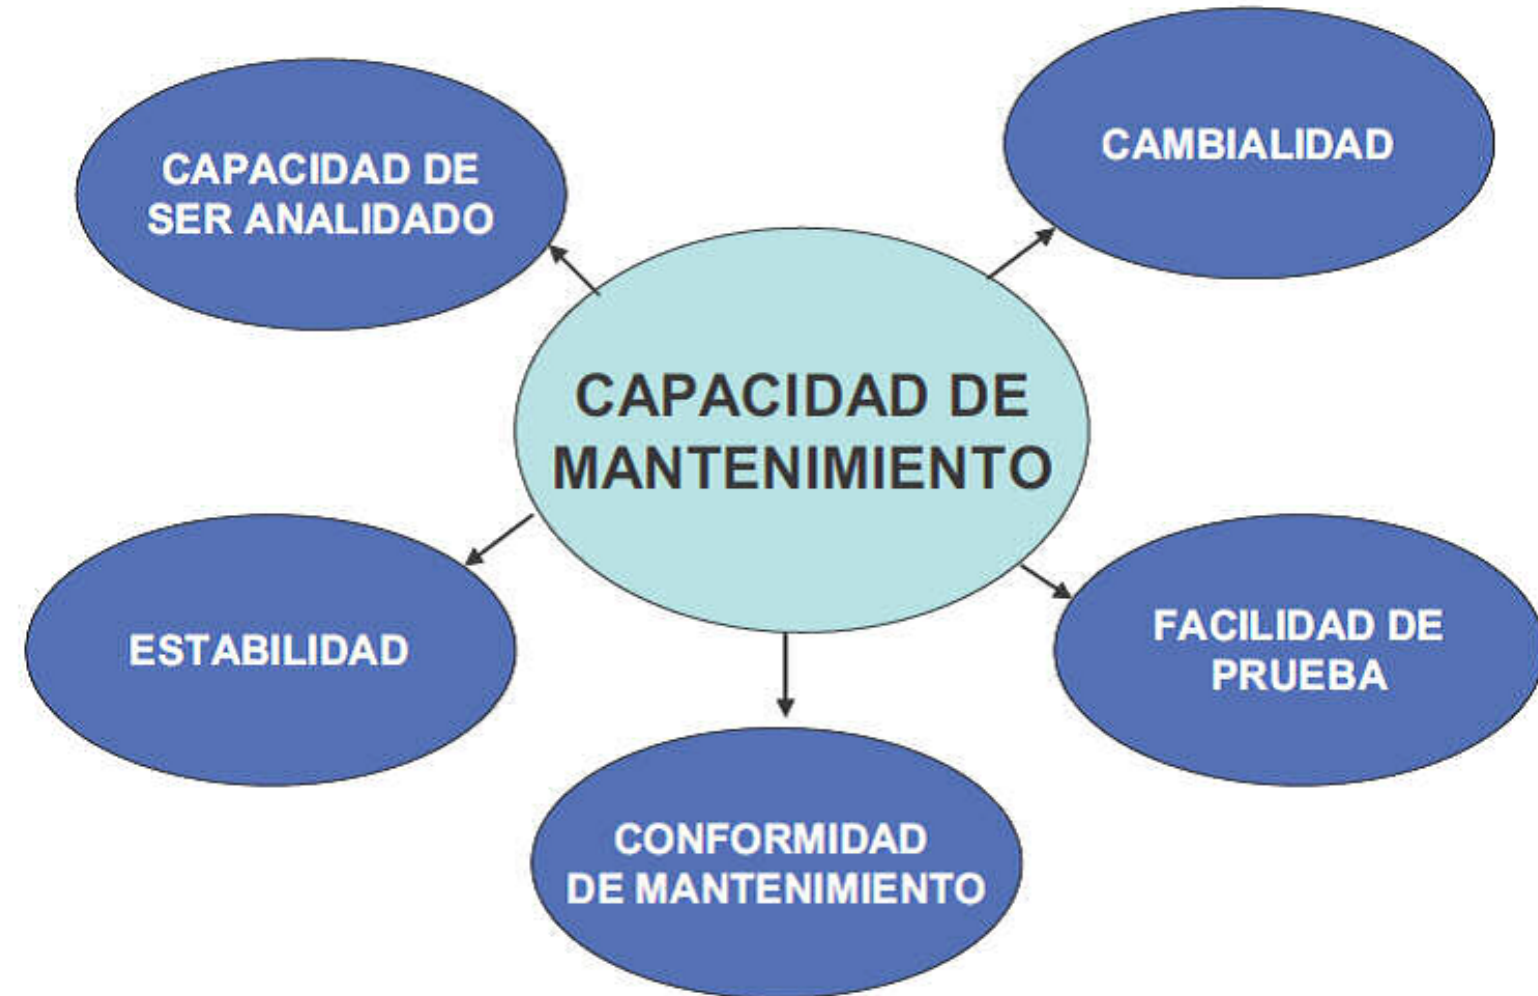 CAPACIDAD DE
SER ANALIDADO
CAMBIALIDAD
CAPACIDAD DE
MANTENIMIENTO
ESTABILIDAD
FACILIDAD DE
PRUEBA
CONFORMIDAD
DE MANTENIMIENTO